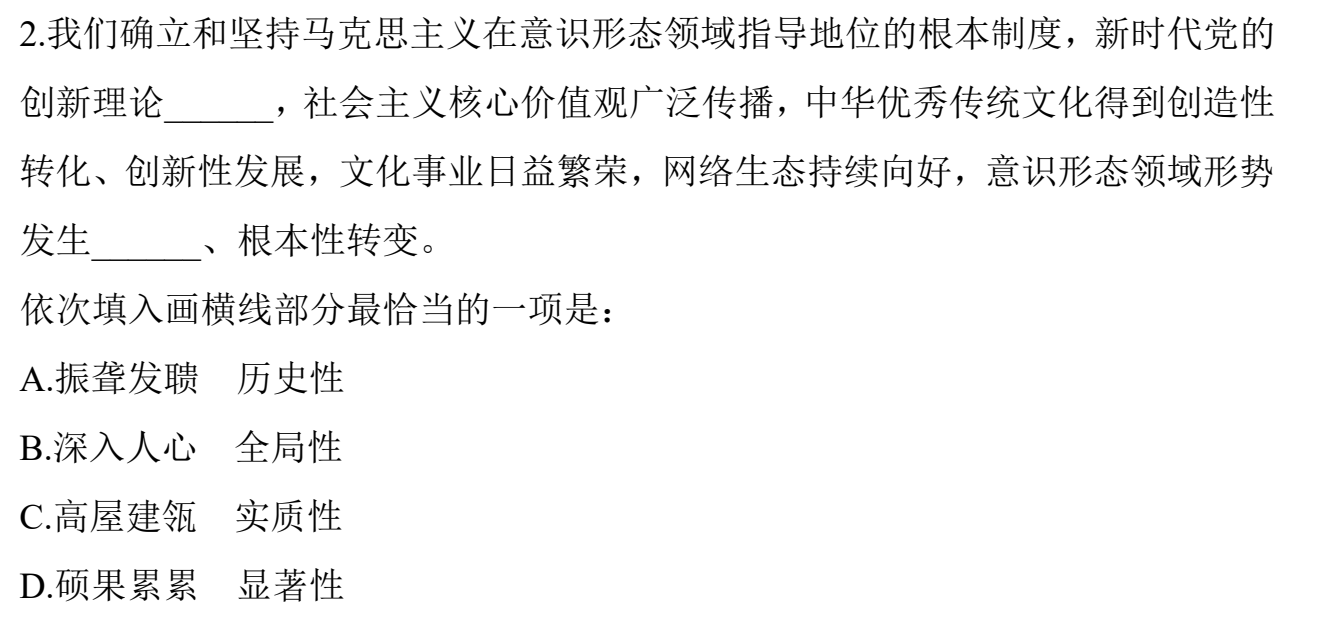 2.我们确立和坚持马克思主义在意识形态领域指导地位的根本制度，新时代党的
创新理论______，社会主义核心价值观广泛传播，中华优秀传统文化得到创造性
转化、创新性发展，文化事业日益繁荣，网络生态持续向好，意识形态领域形势
发生______、根本性转变。
依次填入画横线部分最恰当的一项是：
A.振聋发聩 历史性
B.深入人心 全局性
C.高屋建瓴 实质性
D.硕果累累 显著性